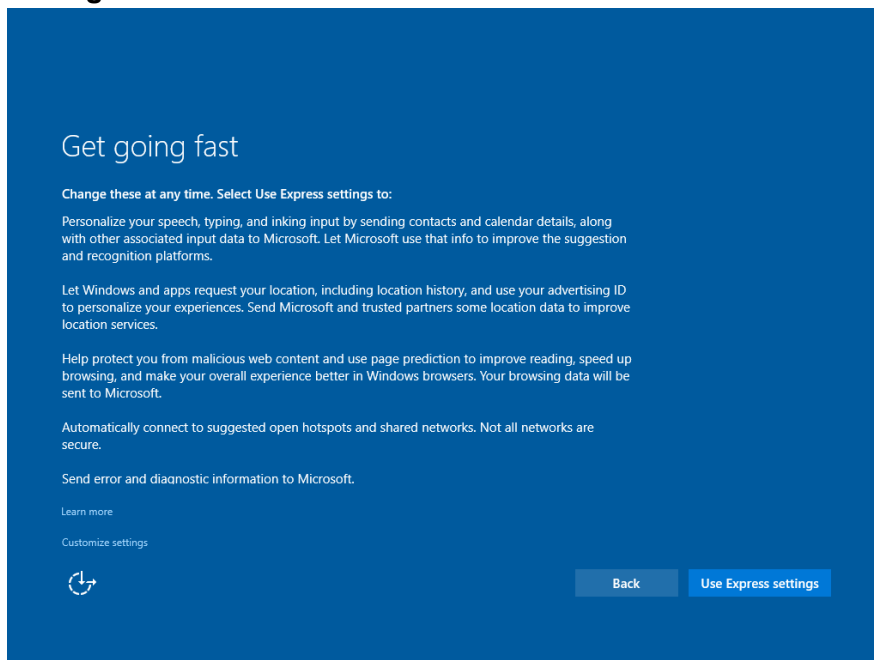 Get going fast
Change these at any time. Select Use Express settings to:
Personalize your speech, typing, and inking input by sending contacts and calendar details, along
with other associated input data to Microsoft. Let Microsoft use that info to improve the suggestion
and recognition platforms.
Let Windows and apps request your location, including location history, and use your advertising ID
to personalize your experiences. Send Microsoft and trusted partners some location data to improve
location services.
Help protect you from malicious web content and use page prediction to improve reading, speed up
browsing, and make your overall experience better in Windows browsers. Your browsing data will be
sent to Microsoft.
Automatically connect to suggested open hotspots and shared networks. Not all networks are
secure.
Send error and diagnostic information to Microsoft.
Learn more
Customize settings
Back
Use Express settings